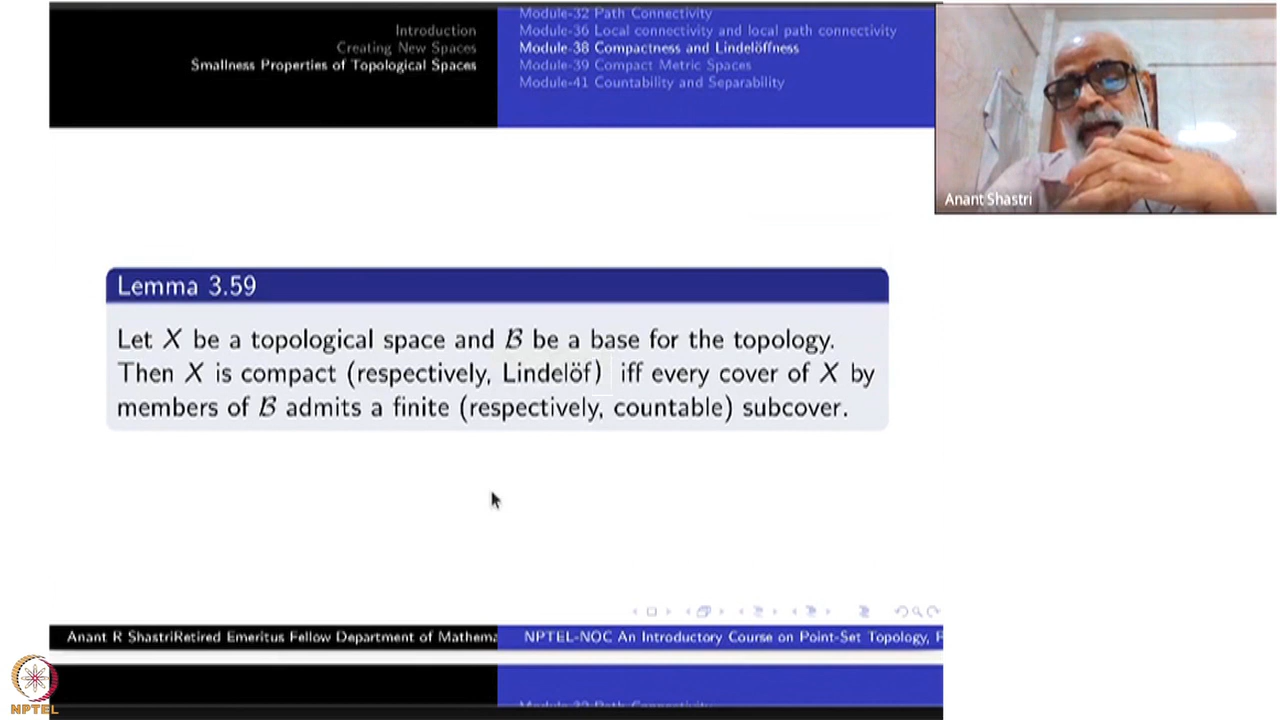 Introduction
Creating New Spaces
Smallness Properties of Topological Spaces
Module-32 Path Connectivity
Module-36 Local connectivity and local path connectivity
Module-38 Compactness and Lindelöffness
Module-39 Compact Metric Spaces
Module-41 Countability and Separability
Anant Shastri
Lemma 3.59
Let X be a topological space and ℬ be a base for the topology.
Then X is compact (respectively, Lindelöf) iff every cover of X by
members of ℬ admits a finite (respectively, countable) subcover.
Anant R ShastriRetired Emeritus Fellow Department of Mathema
NPTEL-NOC An Introductory Course on Point-Set Topology, P
Module-32 Path Connectivity
NPTEL